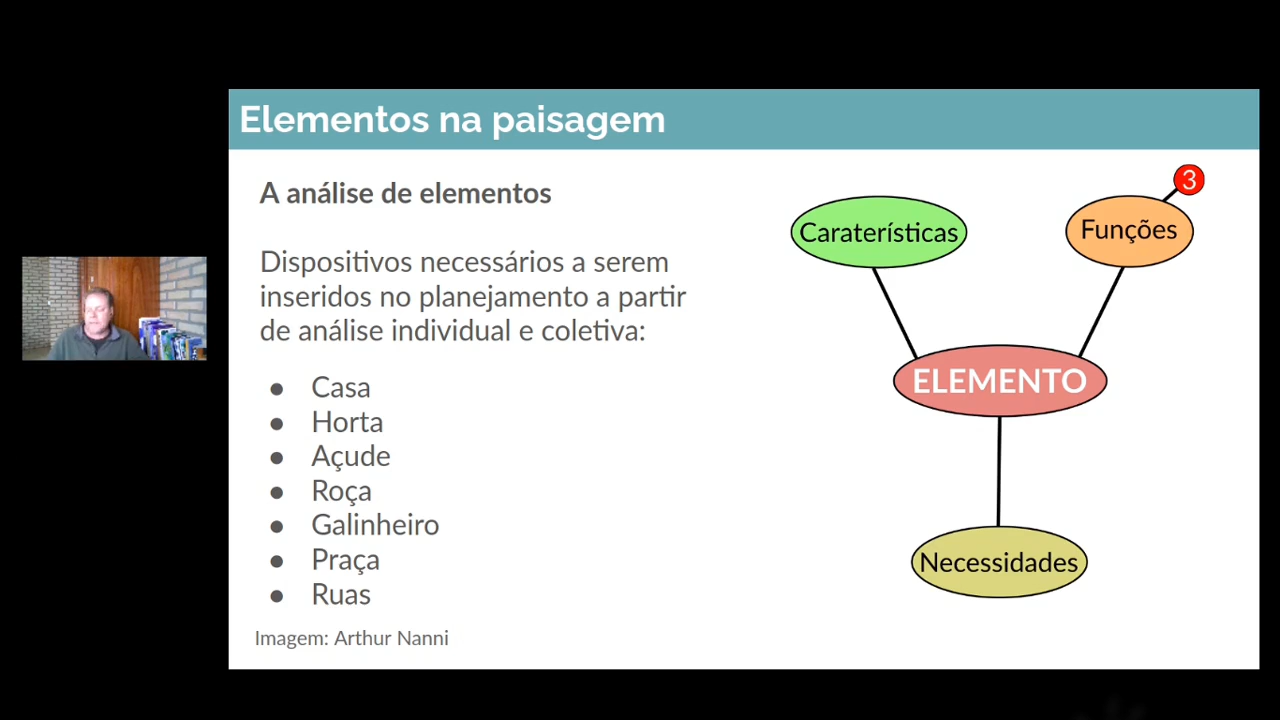 Elementos na paisagem
A análise de elementos
Dispositivos necessários a serem
inseridos no planejamento a partir
de análise individual e coletiva:
● Casa
● Horta
● Açude
● Roça
● Galinheiro
● Praça
● Ruas
Imagem: Arthur Nanni
3
Caraterísticas
Funções
ELEMENTO
Necessidades